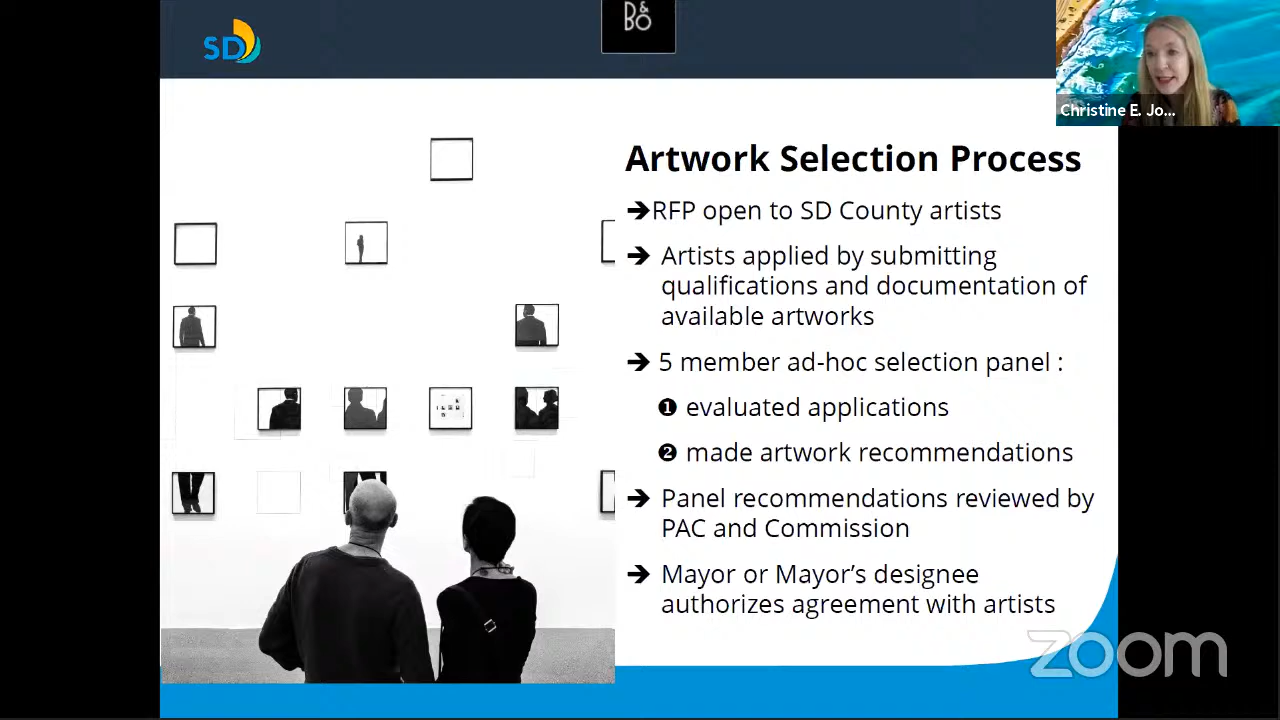 SD
B&O
Christine E. Jo...
Artwork Selection Process
➔RFP open to SD County artists
➔ Artists applied by submitting
qualifications and documentation of
available artworks
➔ 5 member ad-hoc selection panel :
❶ evaluated applications
❷ made artwork recommendations
➔ Panel recommendations reviewed by
PAC and Commission
➔ Mayor or Mayor’s designee
authorizes agreement with artists
zoom